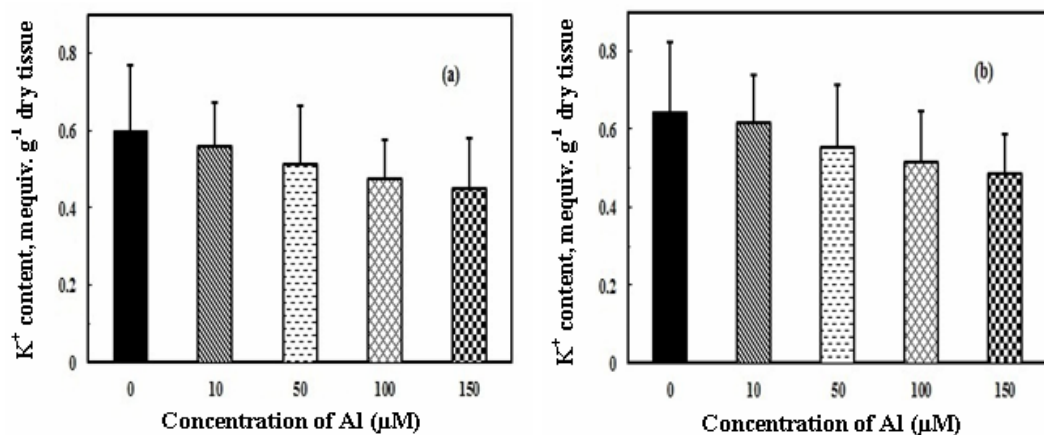 K⁺ content, mequiv. g⁻¹ dry tissue
0.8
0.6
0.4
0.2
0
(a)
0 10 50 100 150
Concentration of Al (µM)
K⁺ content, mequiv. g⁻¹ dry tissue
0.8
0.6
0.4
0.2
0
(b)
0 10 50 100 150
Concentration of Al (µM)